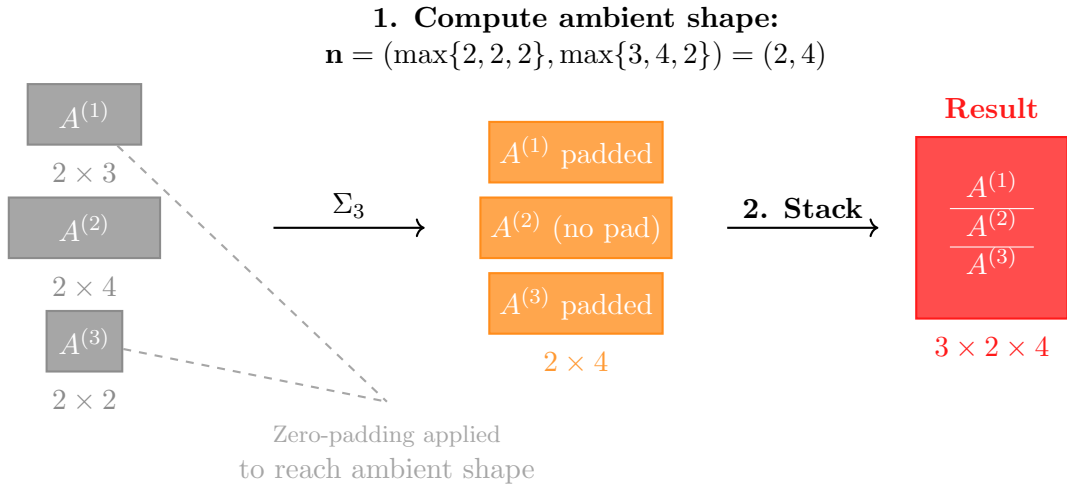 1. Compute ambient shape:
n = (max{2, 2, 2}, max{3, 4, 2}) = (2, 4)
A^{(1)}
2 × 3
A^{(2)}
2 × 4
A^{(3)}
2 × 2
Σ_3
A^{(1)} padded
A^{(2)} (no pad)
A^{(3)} padded
2 × 4
2. Stack
Result
A^{(1)}
A^{(2)}
A^{(3)}
3 × 2 × 4
Zero-padding applied
to reach ambient shape